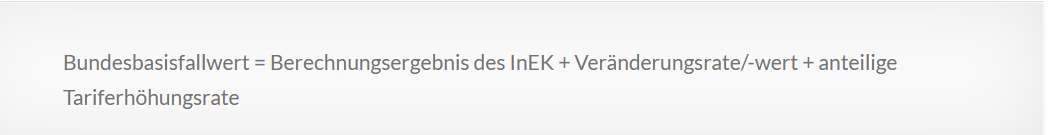 Bundesbasisfallwert = Berechnungsergebnis des InEK + Veränderungsrate/-wert + anteilige
Tariferhöhungsrate